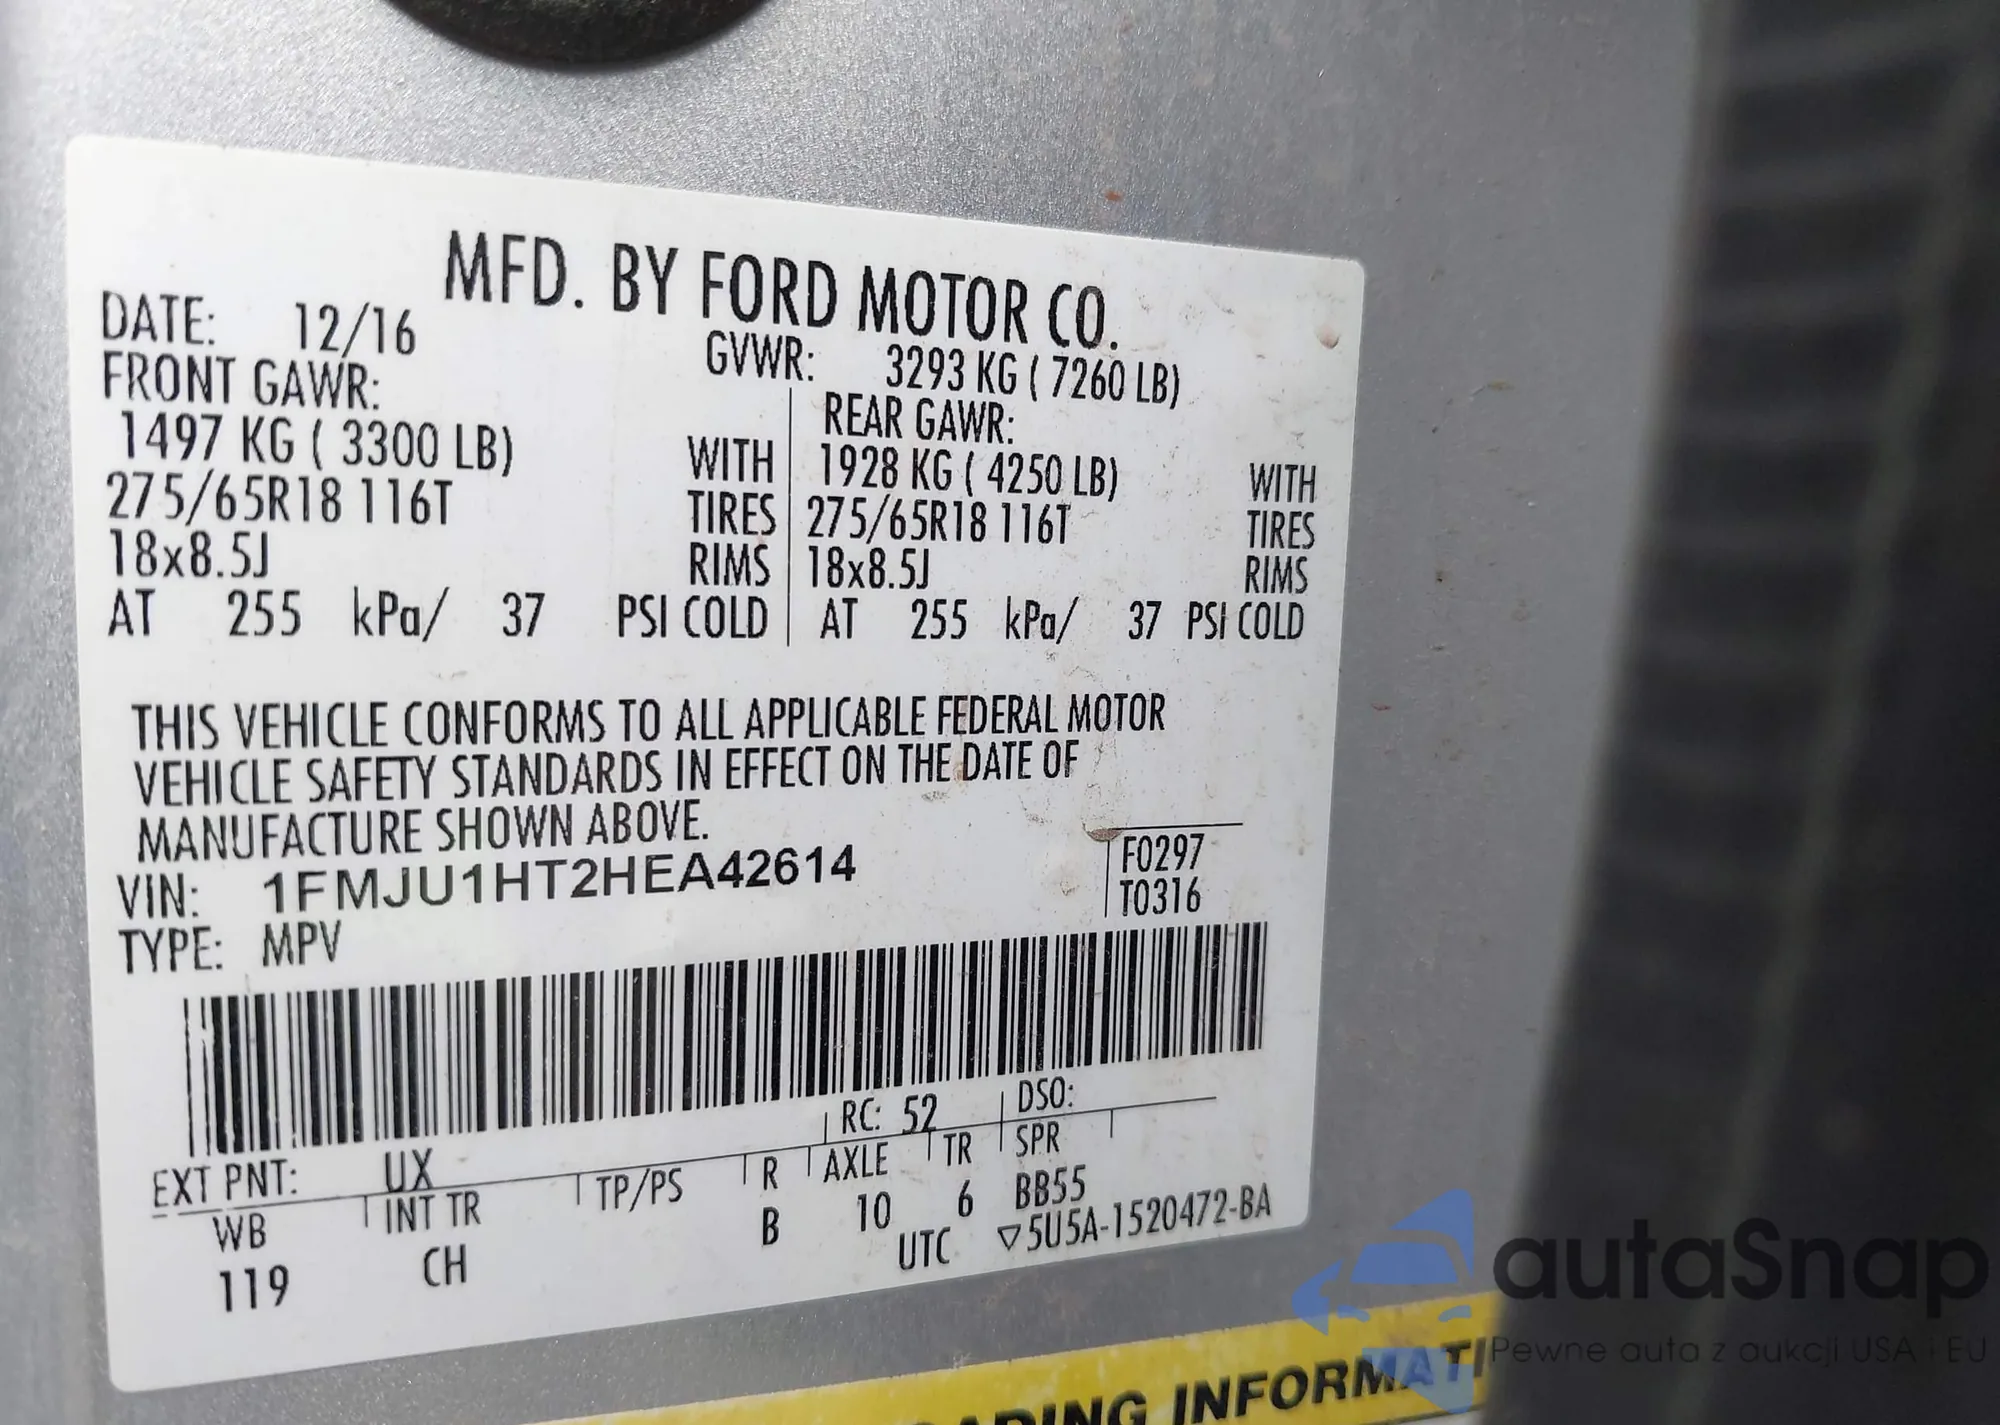 MFD. BY FORD MOTOR CO.
DATE: 12/16
GVWR: 3293 KG ( 7260 LB)
FRONT GAWR:
1497 KG ( 3300 LB) WITH
275/65R18 116T TIRES
18x8.5J RIMS
AT 255 kPa/ 37 PSI COLD
REAR GAWR:
1928 KG ( 4250 LB) WITH
275/65R18 116T TIRES
18x8.5J RIMS
AT 255 kPa/ 37 PSI COLD
THIS VEHICLE CONFORMS TO ALL APPLICABLE FEDERAL MOTOR
VEHICLE SAFETY STANDARDS IN EFFECT ON THE DATE OF
MANUFACTURE SHOWN ABOVE.
VIN: 1FMJU1HT2HEA42614
F0297
TYPE: MPV
T0316
RC: 52 DSO:
EXT PNT: UX
WB INT TR TP/PS R AXLE TR SPR
119 CH B 10 6 BB55
UTC ▽5U5A-1520472-BA
INFORMATI
autaSnap
Pewne auta z aukcji USA i EU